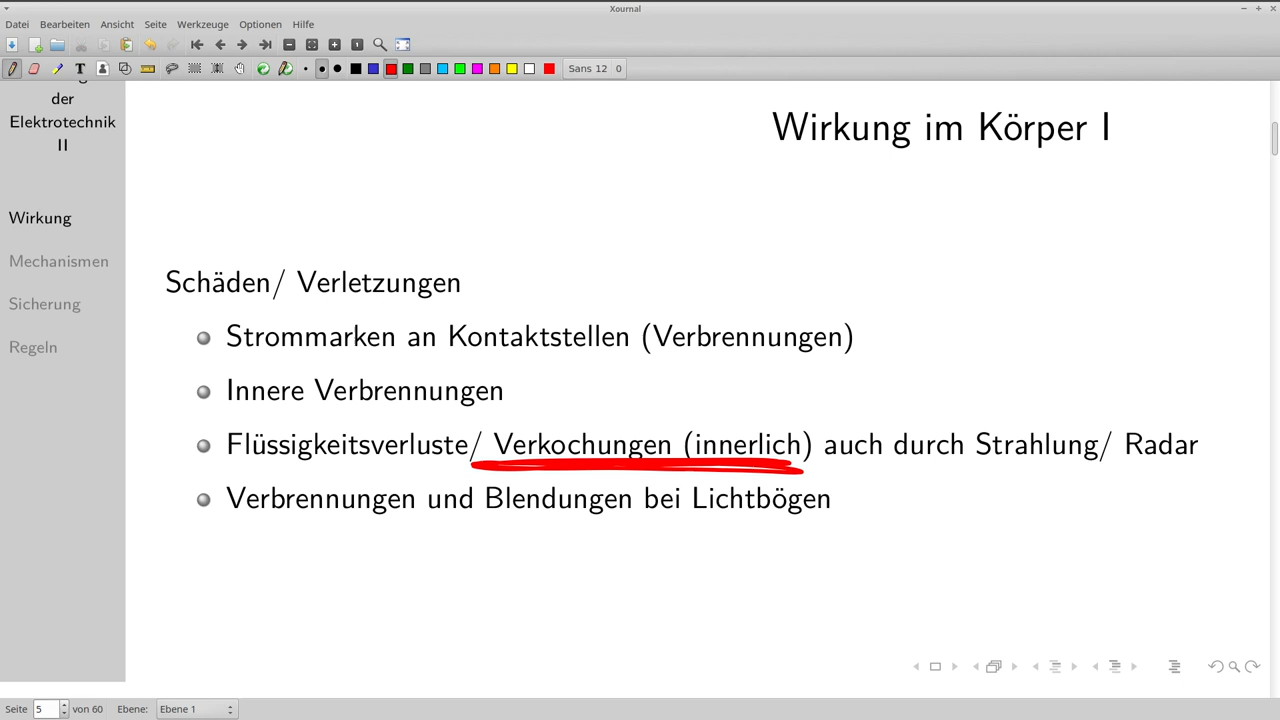 Xournal
Datei Bearbeiten Ansicht Seite Werkzeuge Optionen Hilfe
Sans 12 0
der
Elektrotechnik
II
Wirkung
Mechanismen
Sicherung
Regeln
Wirkung im Körper I
Schäden/ Verletzungen
Strommarken an Kontaktstellen (Verbrennungen)
Innere Verbrennungen
Flüssigkeitsverluste/ Verkochungen (innerlich) auch durch Strahlung/ Radar
Verbrennungen und Blendungen bei Lichtbögen
Seite 5 von 60 Ebene: Ebene 1